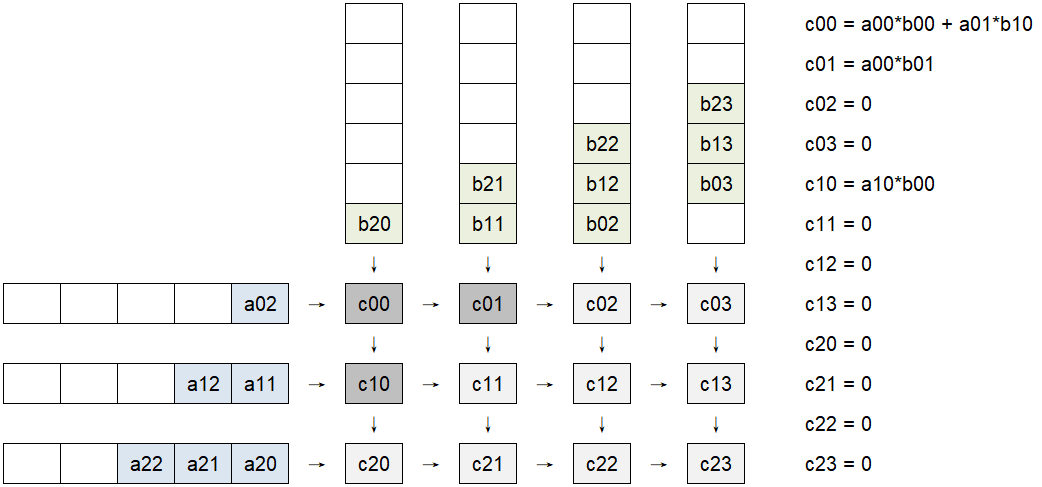 c00 = a00*b00 + a01*b10
c01 = a00*b01
b23 c02 = 0
b22 b13 c03 = 0
b21 b12 b03 c10 = a10*b00
b20 b11 b02 c11 = 0
↓ ↓ ↓ ↓ c12 = 0
a02 → c00 → c01 → c02 → c03 c13 = 0
↓ ↓ ↓ ↓ c20 = 0
a12 a11 → c10 → c11 → c12 → c13 c21 = 0
↓ ↓ ↓ ↓ c22 = 0
a22 a21 a20 → c20 → c21 → c22 → c23 c23 = 0